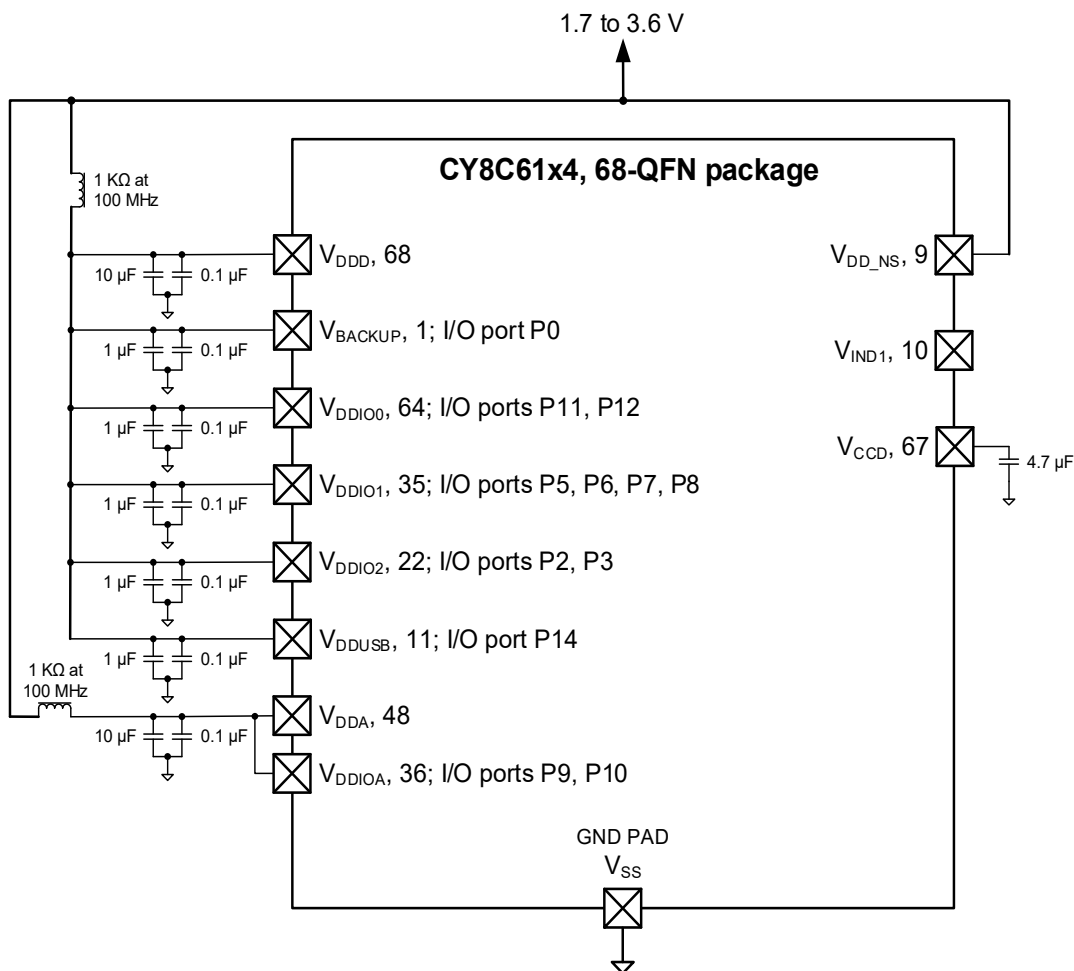 1.7 to 3.6 V
CY8C61x4, 68-QFN package
1 KΩ at
100 MHz
10 µF
0.1 µF
VDDD, 68
VDD_NS, 9
1 µF
0.1 µF
VBACKUP, 1; I/O port P0
VIND1, 10
1 µF
0.1 µF
VDDIO0, 64; I/O ports P11, P12
VCCD, 67
4.7 µF
1 µF
0.1 µF
VDDIO1, 35; I/O ports P5, P6, P7, P8
1 µF
0.1 µF
VDDIO2, 22; I/O ports P2, P3
1 µF
0.1 µF
VDDUSB, 11; I/O port P14
1 KΩ at
100 MHz
10 µF
0.1 µF
VDDA, 48
VDDIOA, 36; I/O ports P9, P10
GND PAD
VSS